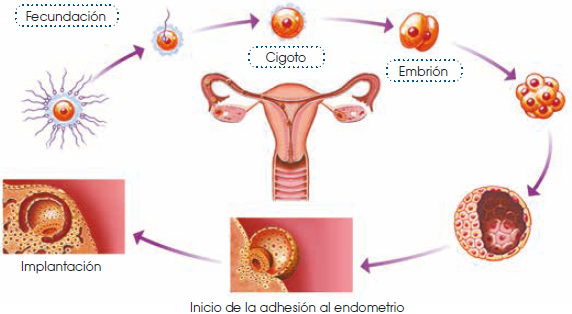 Fecundación
Cigoto
Embrión
Implantación
Inicio de la adhesión al endometrio